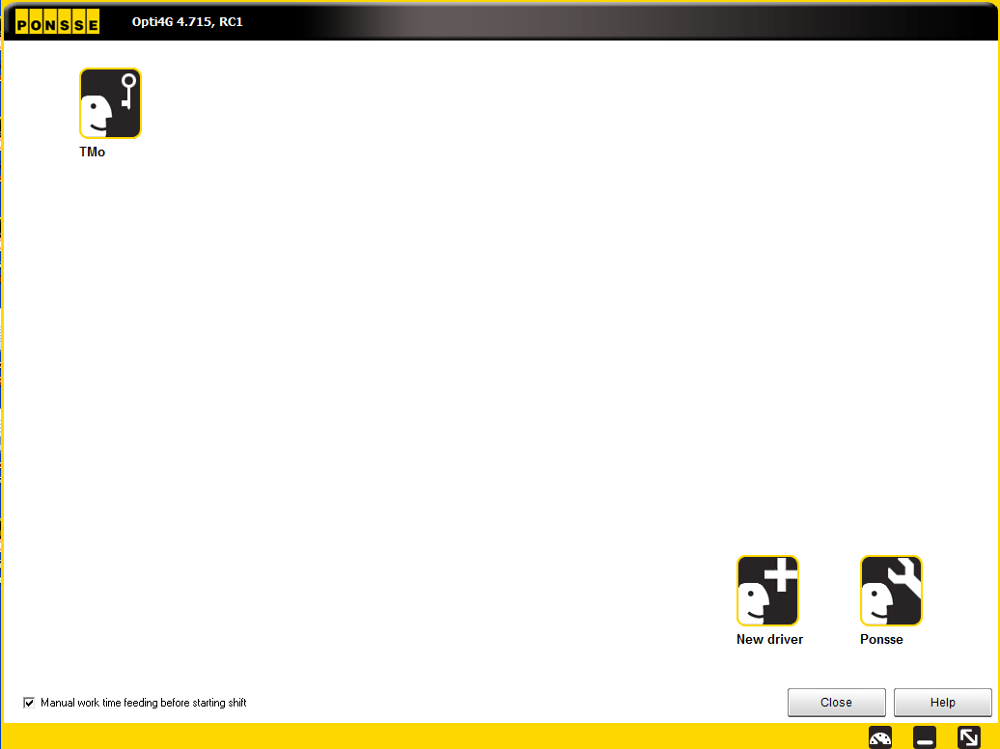 PONSSE
Opti4G 4.715, RC1
TMo
New driver
Ponsse
Manual work time feeding before starting shift
Close
Help